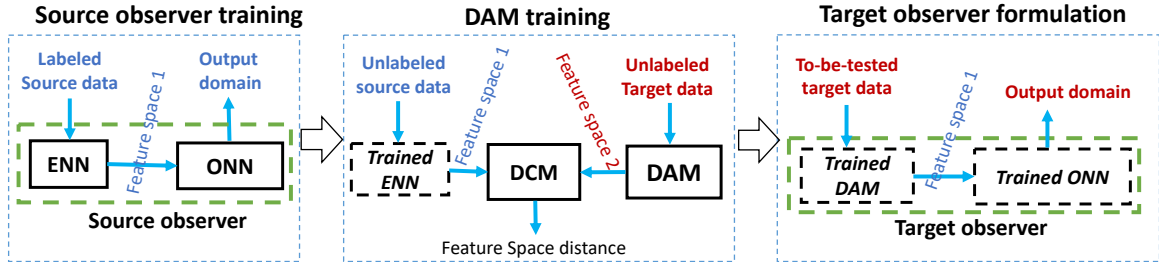 Source observer training
Labeled
Source data
Output
domain
Feature space 1
ENN
ONN
Source observer
DAM training
Unlabeled
source data
Feature space 1
Feature space 2
Unlabeled
Target data
Trained
ENN
DCM
DAM
Feature Space distance
Target observer formulation
To-be-tested
target data
Feature space 1
Output domain
Trained
DAM
Trained ONN
Target observer